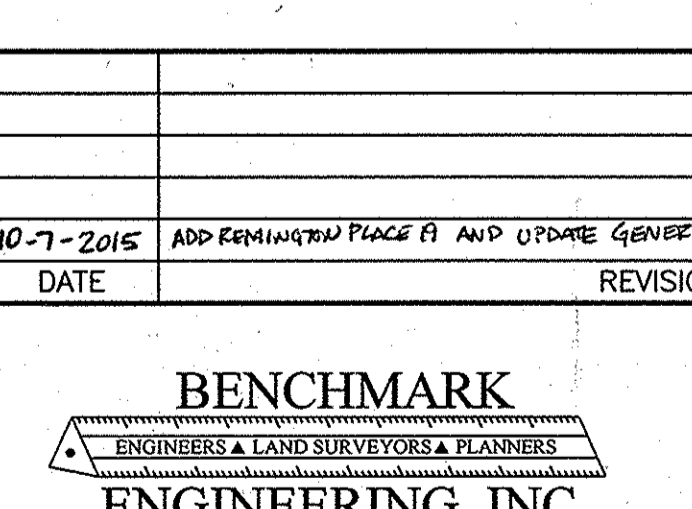 10-7-2015 ADD REMINGTON PLACE A AND UPDATE GENER
DATE REVISIO
BENCHMARK
ENGINEERS ▲ LAND SURVEYORS ▲ PLANNERS
ENGINEERING, INC